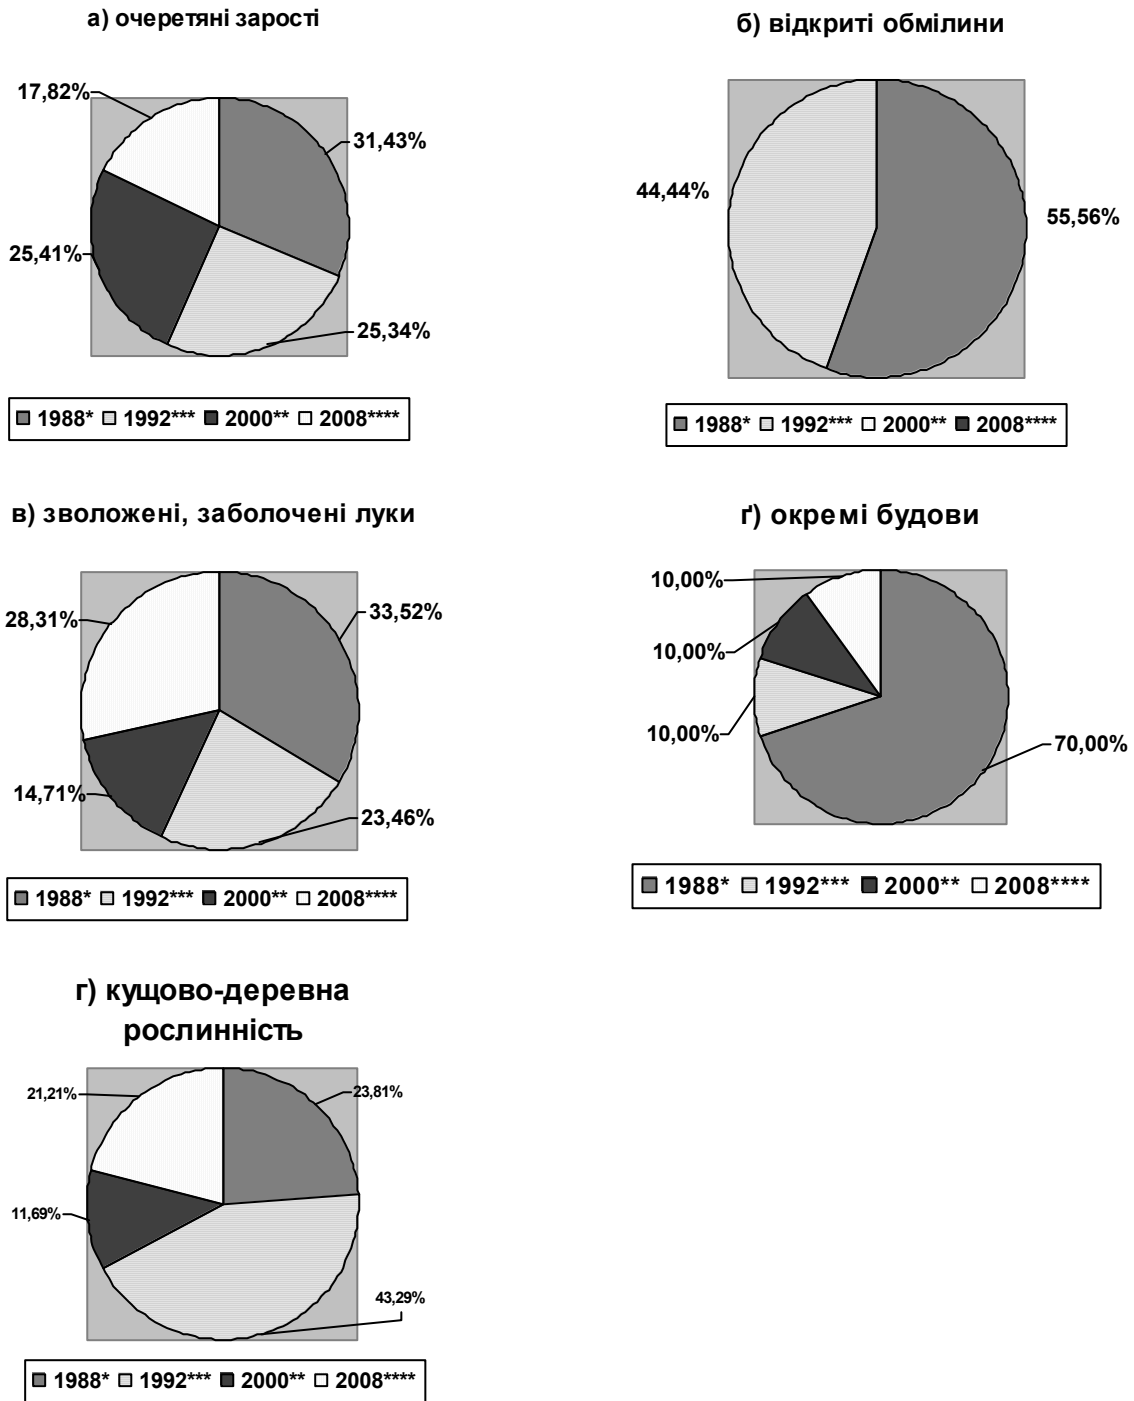 а) очеретяні зарості
17,82%
31,43%
25,41%
25,34%
1988* 1992*** 2000** 2008****
б) відкриті обмілини
44,44%
55,56%
1988* 1992*** 2000** 2008****
в) зволожені, заболочені луки
28,31%
33,52%
14,71%
23,46%
1988* 1992*** 2000** 2008****
ґ) окремі будови
10,00%
10,00%
10,00%
70,00%
1988* 1992*** 2000** 2008****
г) кущово-деревна
рослинність
21,21%
23,81%
11,69%
43,29%
1988* 1992*** 2000** 2008****